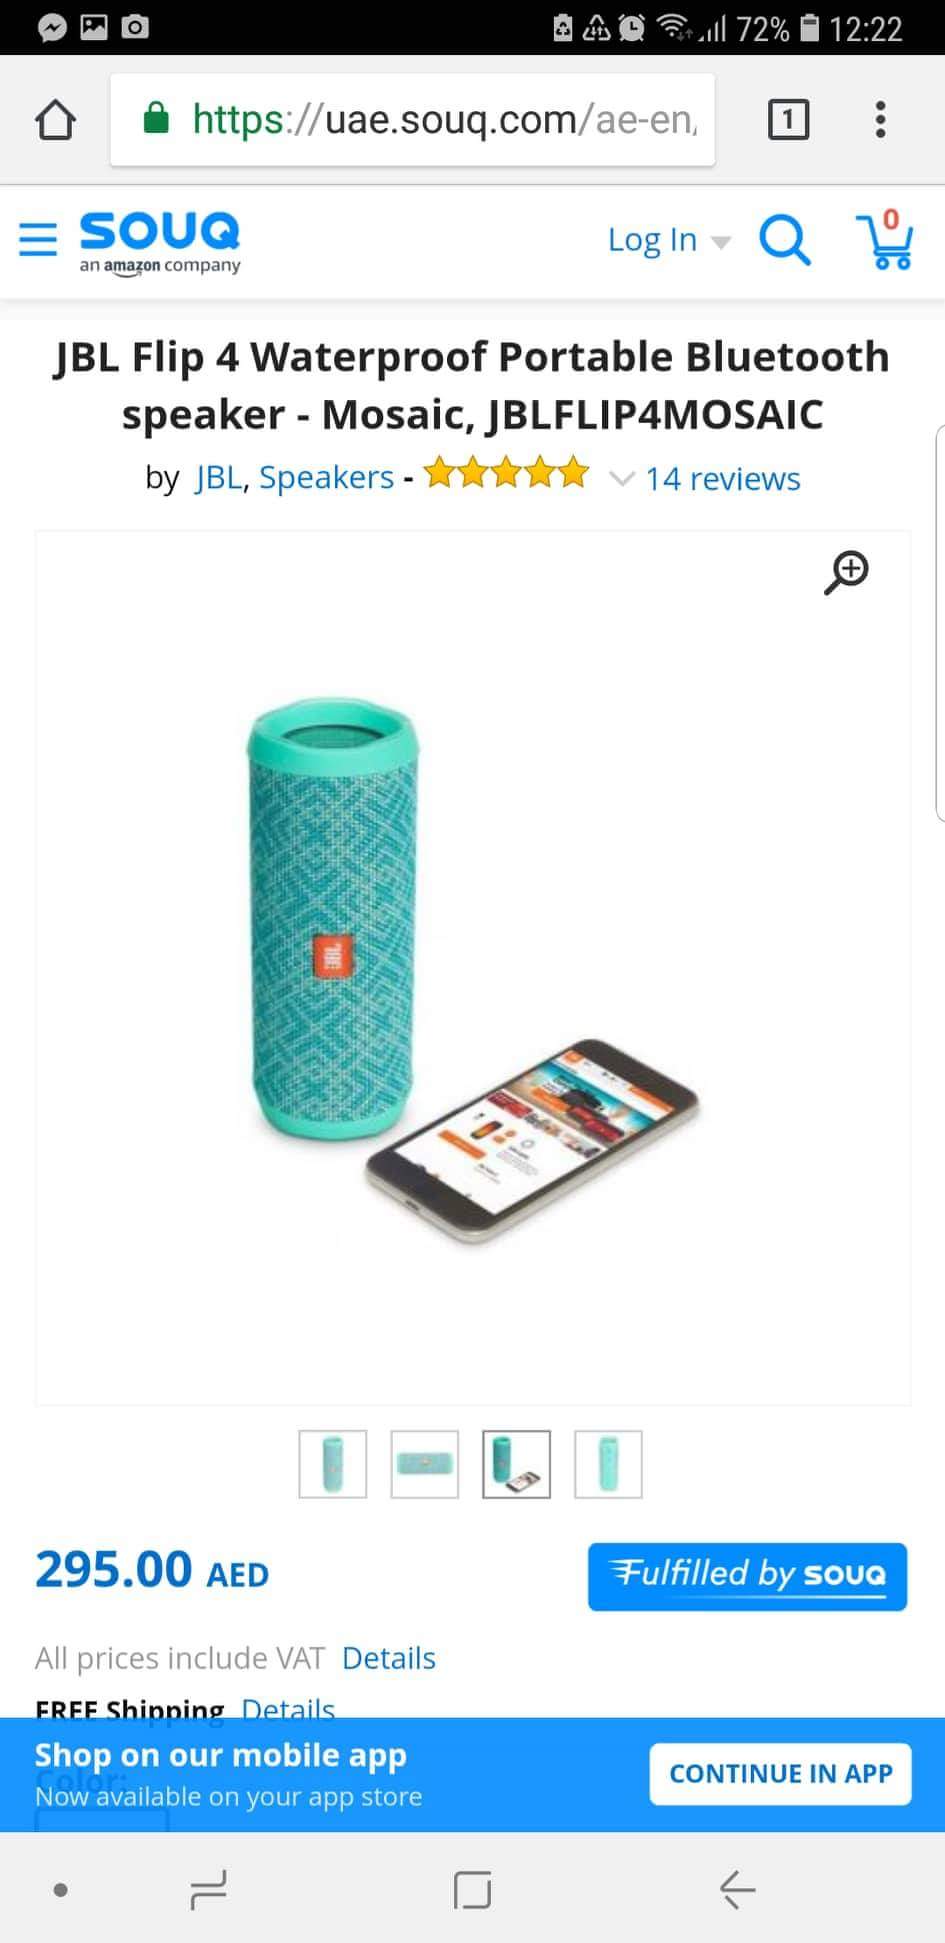 72% 12:22
https://uae.souq.com/ae-en,
1
SOUQ
an amazon company
Log In
0
JBL Flip 4 Waterproof Portable Bluetooth
speaker - Mosaic, JBLFLIP4MOSAIC
by JBL, Speakers - 14 reviews
JBL
295.00 AED
Fulfilled by souq
All prices include VAT Details
FREE Shipping Details
Shop on our mobile app
Color:
Now available on your app store
CONTINUE IN APP